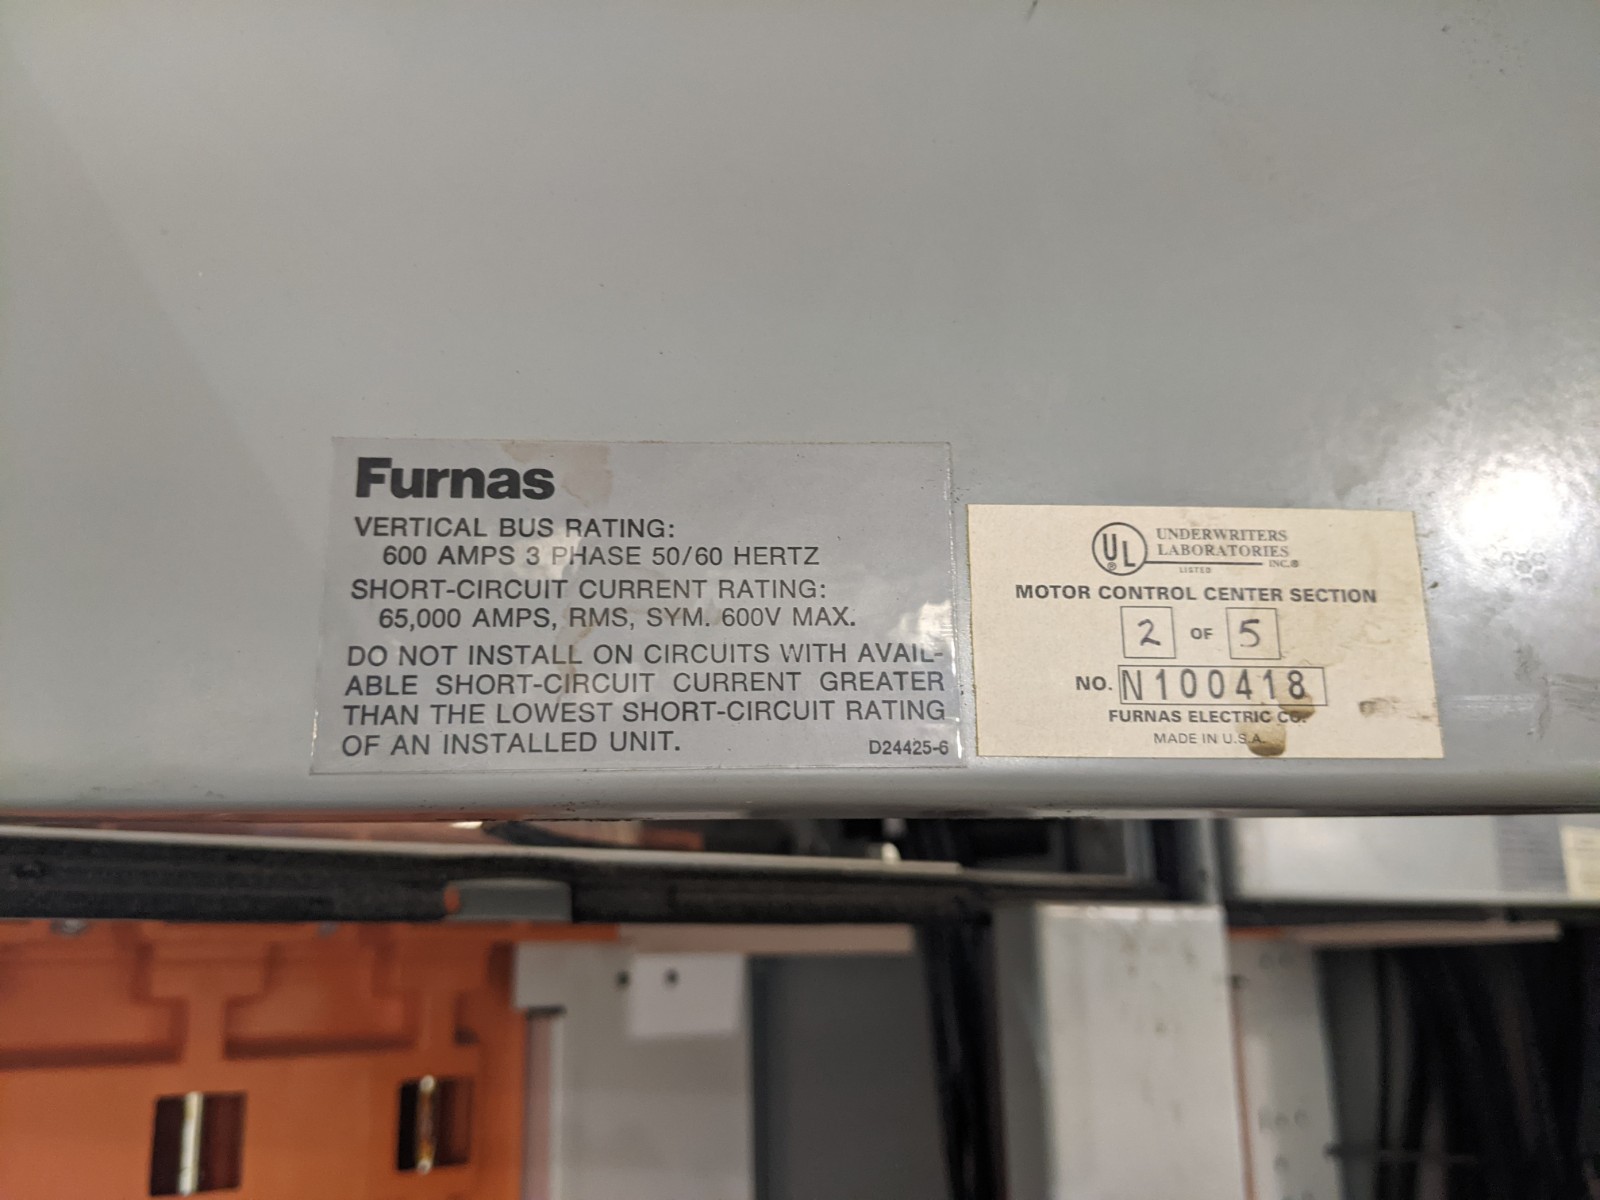 Furnas
VERTICAL BUS RATING:
600 AMPS 3 PHASE 50/60 HERTZ
SHORT-CIRCUIT CURRENT RATING:
65,000 AMPS, RMS, SYM. 600V MAX.
DO NOT INSTALL ON CIRCUITS WITH AVAIL-
ABLE SHORT-CIRCUIT CURRENT GREATER
THAN THE LOWEST SHORT-CIRCUIT RATING
OF AN INSTALLED UNIT.
D24425-6
UL®
UNDERWRITERS
LABORATORIES
INC.®
LISTED
MOTOR CONTROL CENTER SECTION
2 OF 5
NO. N100418
FURNAS ELECTRIC CO.
MADE IN U.S.A.